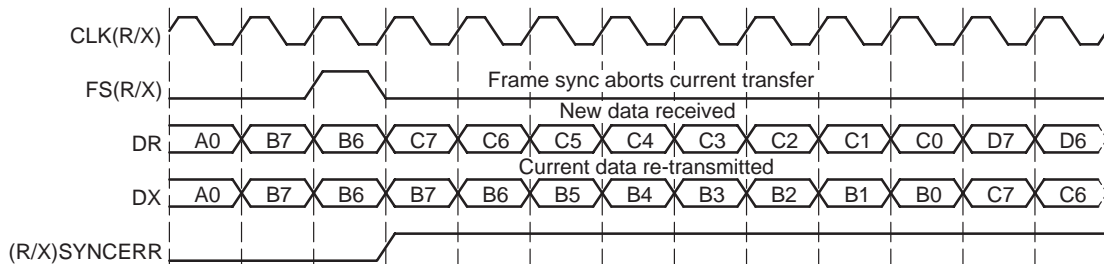 CLK(R/X)
FS(R/X)
Frame sync aborts current transfer
New data received
DR
A0 B7 B6 C7 C6 C5 C4 C3 C2 C1 C0 D7 D6
Current data re-transmitted
DX
A0 B7 B6 B7 B6 B5 B4 B3 B2 B1 B0 C7 C6
(R/X)SYNCERR